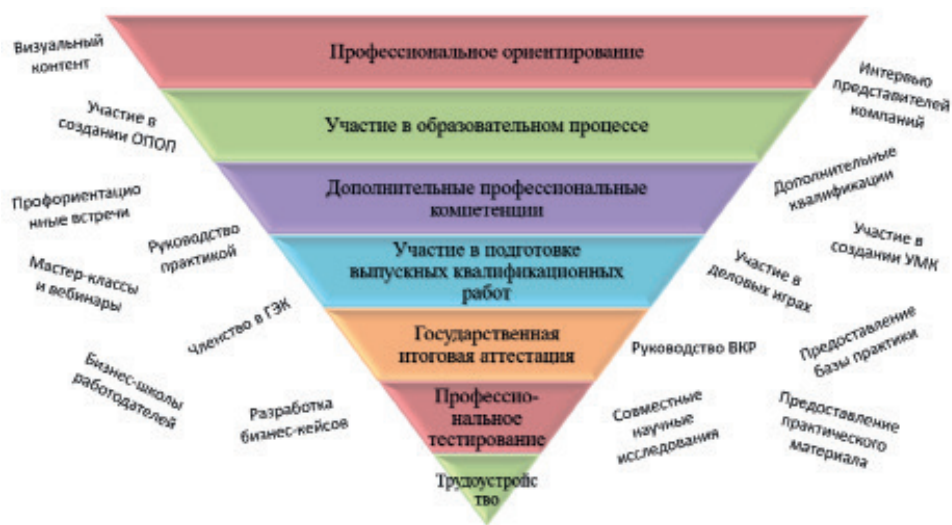 Профессиональное ориентирование
Участие в образовательном процессе
Дополнительные профессиональные
компетенции
Участие в подготовке
выпускных квалификационных
работ
Государственная
итоговая аттестация
Профессио-
нальное
тестирование
Трудоустройс
тво
Визуальный
контент
Участие в
создании ОПОП
Профориентацио
нные встречи
Руководство
практикой
Мастер-классы
и вебинары
Членство в ГЭК
Бизнес-школы
работодателей
Разработка
бизнес-кейсов
Интервью
представителей
компаний
Дополнительные
квалификации
Участие в
создании УМК
Участие в
деловых играх
Предоставление
базы практики
Руководство ВКР
Совместные
научные
исследования
Предоставление
практического
материала